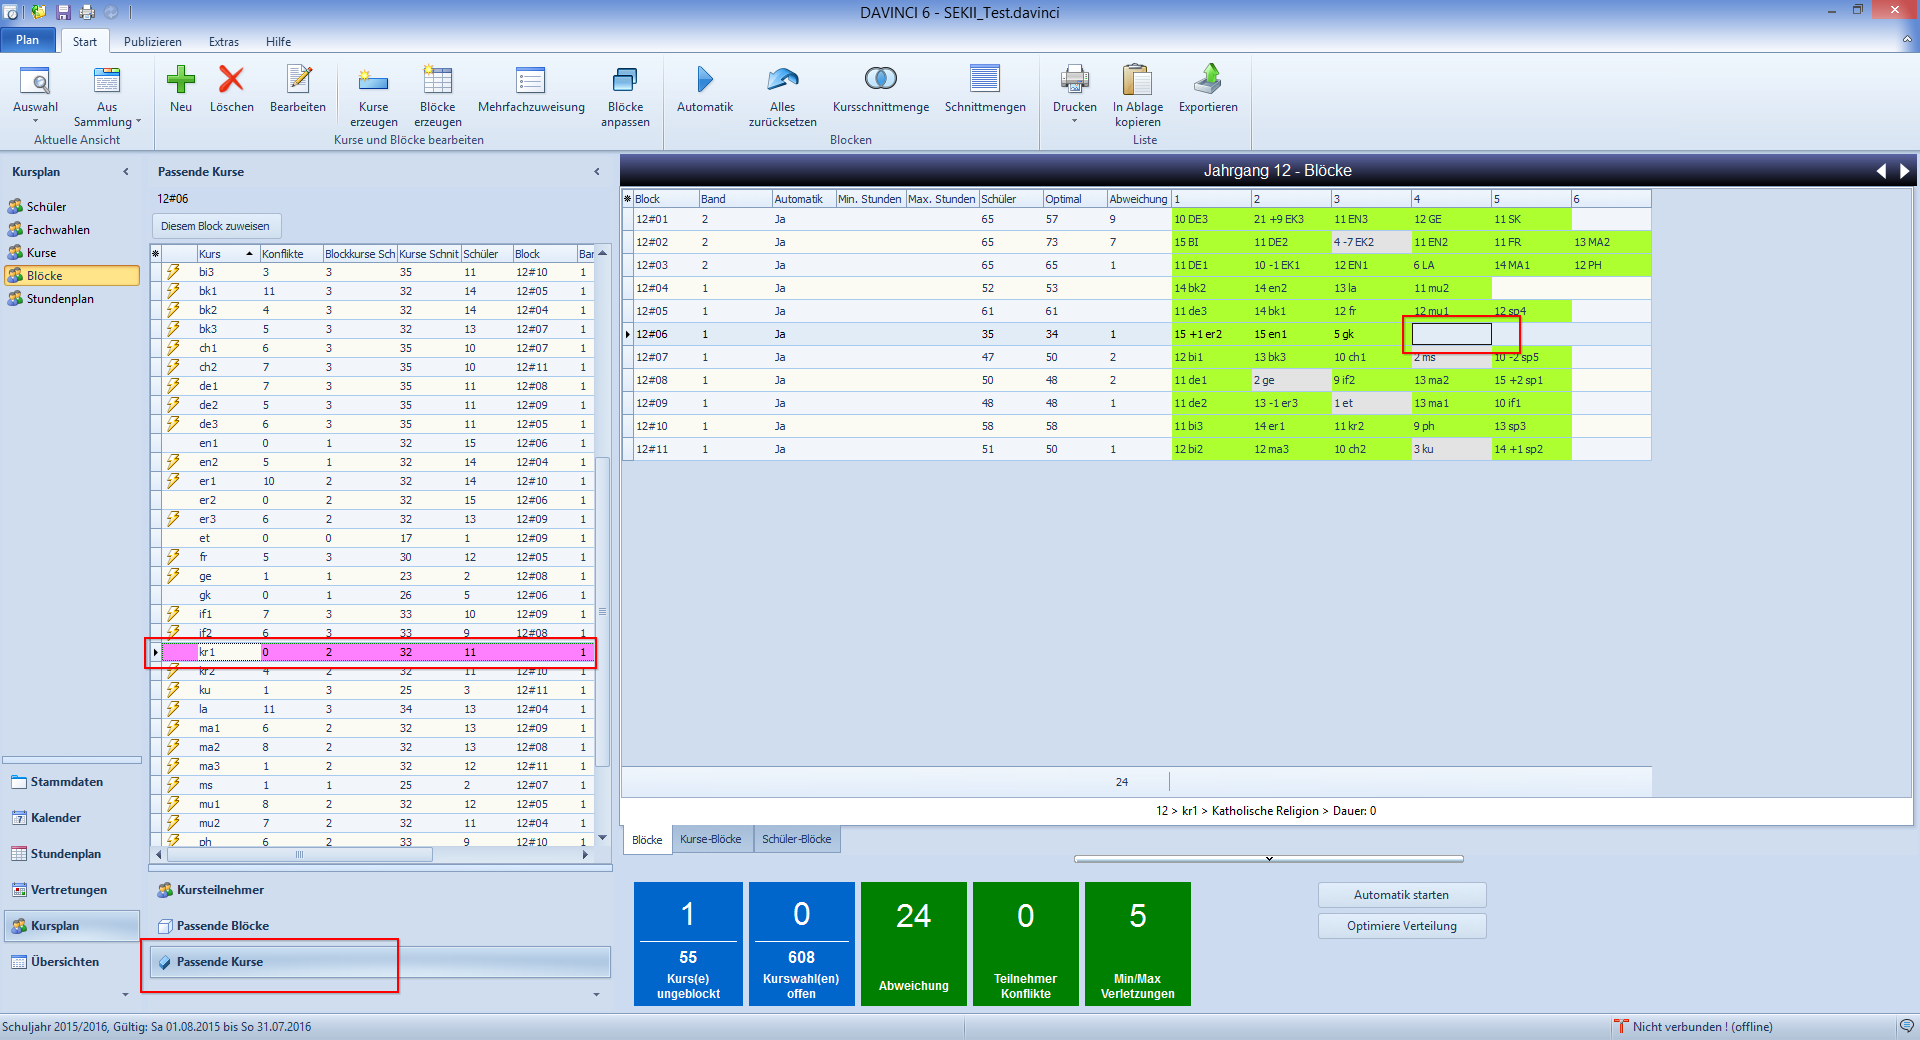 DAVINCI 6 - SEKII_Test.davinci
Plan Start Publizieren Extras Hilfe
Auswahl Aus Sammlung Neu Löschen Bearbeiten Kurse erzeugen Blöcke erzeugen Mehrfachzuweisung Blöcke anpassen Automatik Alles zurücksetzen Kursschnittmenge Schnittmengen Drucken In Ablage kopieren Exportieren
Aktuelle Ansicht Kurse und Blöcke bearbeiten Blocken Liste
Kursplan
Schüler
Fachwahlen
Kurse
Blöcke
Stundenplan
Stammdaten
Kalender
Stundenplan
Vertretungen
Kursplan
Übersichten
Passende Kurse
12#06
Diesem Block zuweisen
Kurs Konflikte Blockkurse Sch Kurse Schnit Schüler Block Bar
bi3 3 3 35 11 12#10 1
bk1 11 3 32 14 12#05 1
bk2 4 3 32 14 12#04 1
bk3 5 3 32 13 12#07 1
ch1 6 3 35 10 12#07 1
ch2 7 3 35 10 12#11 1
de1 7 3 35 11 12#08 1
de2 5 3 35 11 12#09 1
de3 6 3 35 11 12#05 1
en1 0 1 32 15 12#06 1
en2 5 1 32 14 12#04 1
er1 10 2 32 14 12#10 1
er2 0 2 32 15 12#06 1
er3 6 2 32 13 12#09 1
et 0 0 17 1 12#09 1
fr 5 3 30 12 12#05 1
ge 1 1 23 2 12#08 1
gk 0 1 26 5 12#06 1
if1 7 3 33 10 12#09 1
if2 6 3 33 9 12#08 1
kr1 0 2 32 11 1
kr2 4 2 32 11 12#10 1
ku 1 3 25 3 12#11 1
la 11 3 34 13 12#04 1
ma1 6 2 32 13 12#09 1
ma2 8 2 32 13 12#08 1
ma3 1 2 32 12 12#11 1
ms 1 1 25 2 12#07 1
mu1 8 2 32 12 12#05 1
mu2 7 2 32 11 12#04 1
ph 6 2 33 9 12#10 1
Kursteilnehmer
Passende Blöcke
Passende Kurse
Jahrgang 12 - Blöcke
Block Band Automatik Min. Stunden Max. Stunden Schüler Optimal Abweichung 1 2 3 4 5 6
12#01 2 Ja 65 57 9 10 DE3 21 +9 EK3 11 EN3 12 GE 11 SK
12#02 2 Ja 65 73 7 15 BI 11 DE2 4 -7 EK2 11 EN2 11 FR 13 MA2
12#03 2 Ja 65 65 1 11 DE1 10 -1 EK1 12 EN1 6 LA 14 MA1 12 PH
12#04 1 Ja 52 53 14 bk2 14 en2 13 la 11 mu2
12#05 1 Ja 61 61 11 de3 14 bk1 12 fr 12 mu1 12 sp4
12#06 1 Ja 35 34 1 15 +1 er2 15 en1 5 gk
12#07 1 Ja 47 50 2 12 bi1 13 bk3 10 ch1 2 ms 10 -2 sp5
12#08 1 Ja 50 48 2 11 de1 2 ge 9 if2 13 ma2 15 +2 sp1
12#09 1 Ja 48 48 1 11 de2 13 -1 er3 1 et 13 ma1 10 if1
12#10 1 Ja 58 58 11 bi3 14 er1 11 kr2 9 ph 13 sp3
12#11 1 Ja 51 50 1 12 bi2 12 ma3 10 ch2 3 ku 14 +1 sp2
24
12 > kr1 > Katholische Religion > Dauer: 0
Blöcke Kurse-Blöcke Schüler-Blöcke
1
55
Kurs(e)
ungeblockt
0
608
Kurswahl(en)
offen
24
Abweichung
0
Teilnehmer
Konflikte
5
Min/Max
Verletzungen
Automatik starten
Optimiere Verteilung
Schuljahr 2015/2016, Gültig: Sa 01.08.2015 bis So 31.07.2016
Nicht verbunden ! (offline)